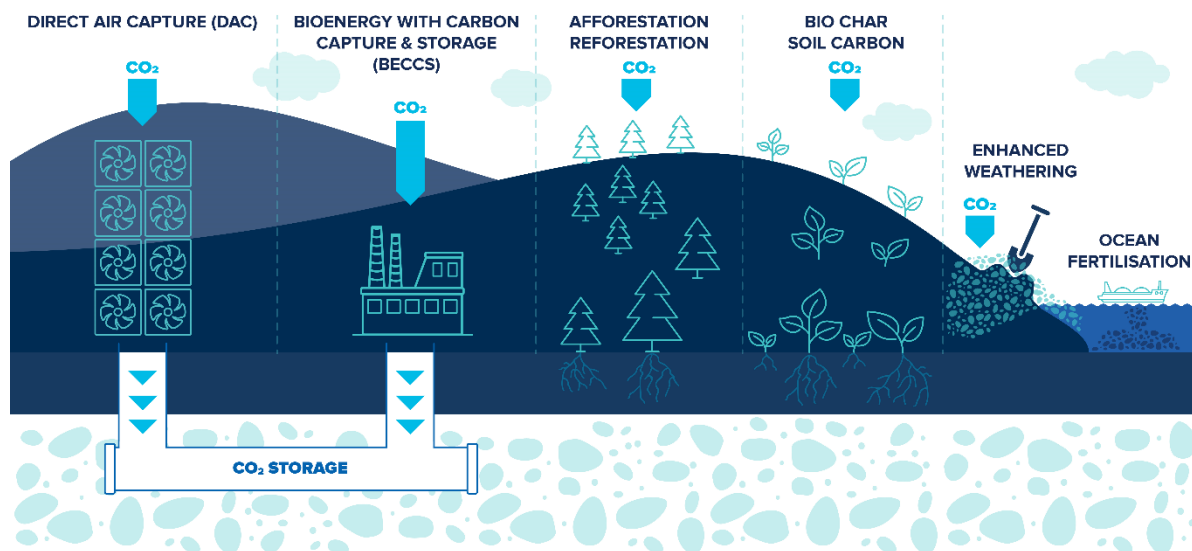 DIRECT AIR CAPTURE (DAC)
CO₂
BIOENERGY WITH CARBON
CAPTURE & STORAGE
(BECCS)
CO₂
AFFORESTATION
REFORESTATION
CO₂
BIO CHAR
SOIL CARBON
CO₂
ENHANCED
WEATHERING
CO₂
OCEAN
FERTILISATION
CO₂ STORAGE